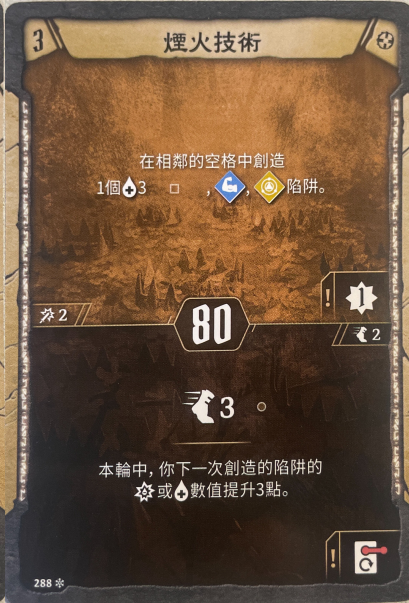 3 煙火技術
在相鄰的空格中創造
1個3 , , 陷阱。
! 1
2 80 2
3
本輪中，你下一次創造的陷阱的
或數值提升3點。
!
288